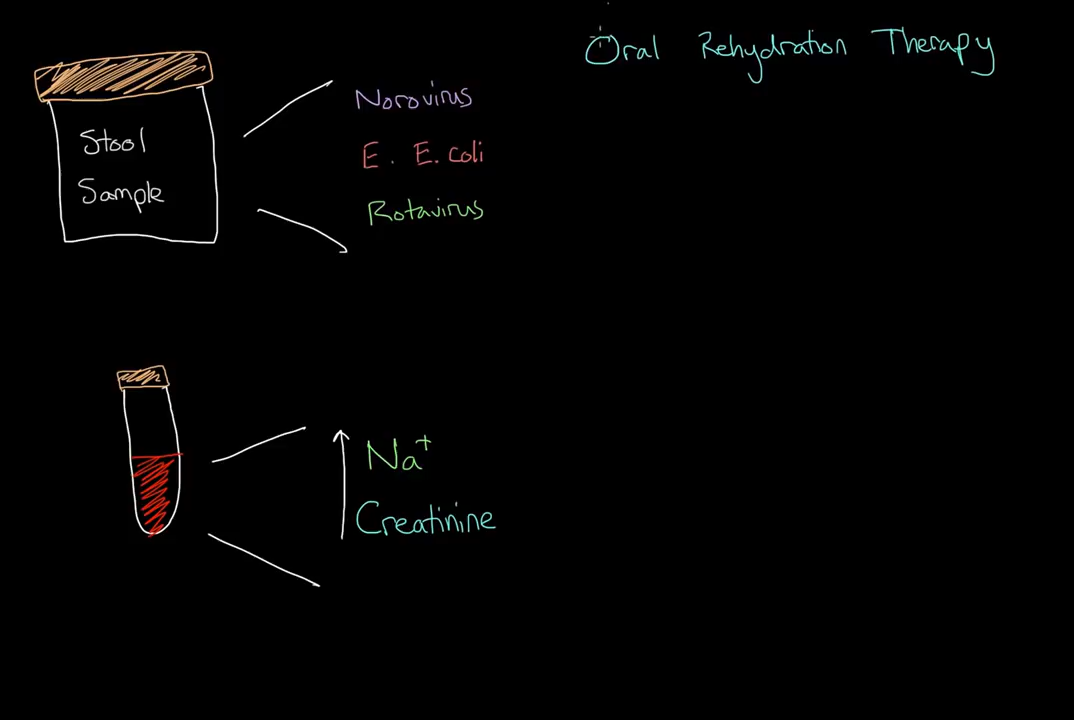 Oral Rehydration Therapy
Stool
Sample
Norovirus
E. E. coli
Rotavirus
Na+
Creatinine